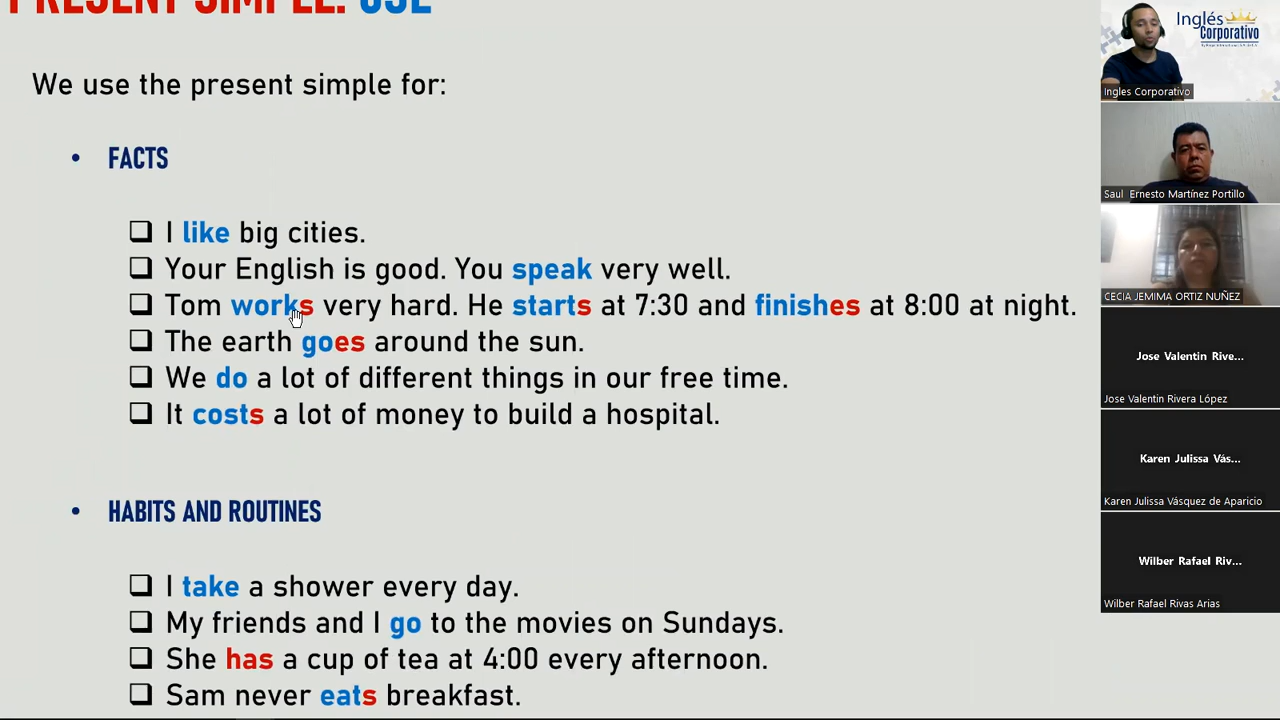 PRESENT SIMPLE: USE
We use the present simple for:
• FACTS
❑ I like big cities.
❑ Your English is good. You speak very well.
❑ Tom works very hard. He starts at 7:30 and finishes at 8:00 at night.
❑ The earth goes around the sun.
❑ We do a lot of different things in our free time.
❑ It costs a lot of money to build a hospital.
• HABITS AND ROUTINES
❑ I take a shower every day.
❑ My friends and I go to the movies on Sundays.
❑ She has a cup of tea at 4:00 every afternoon.
❑ Sam never eats breakfast.
Inglés
Corporativo
Ingles Corporativo
Saul Ernesto Martínez Portillo
CECIA JEMIMA ORTIZ NUÑEZ
Jose Valentin Rive...
Jose Valentin Rivera López
Karen Julissa Vás...
Karen Julissa Vásquez de Aparicio
Wilber Rafael Riv...
Wilber Rafael Rivas Arias